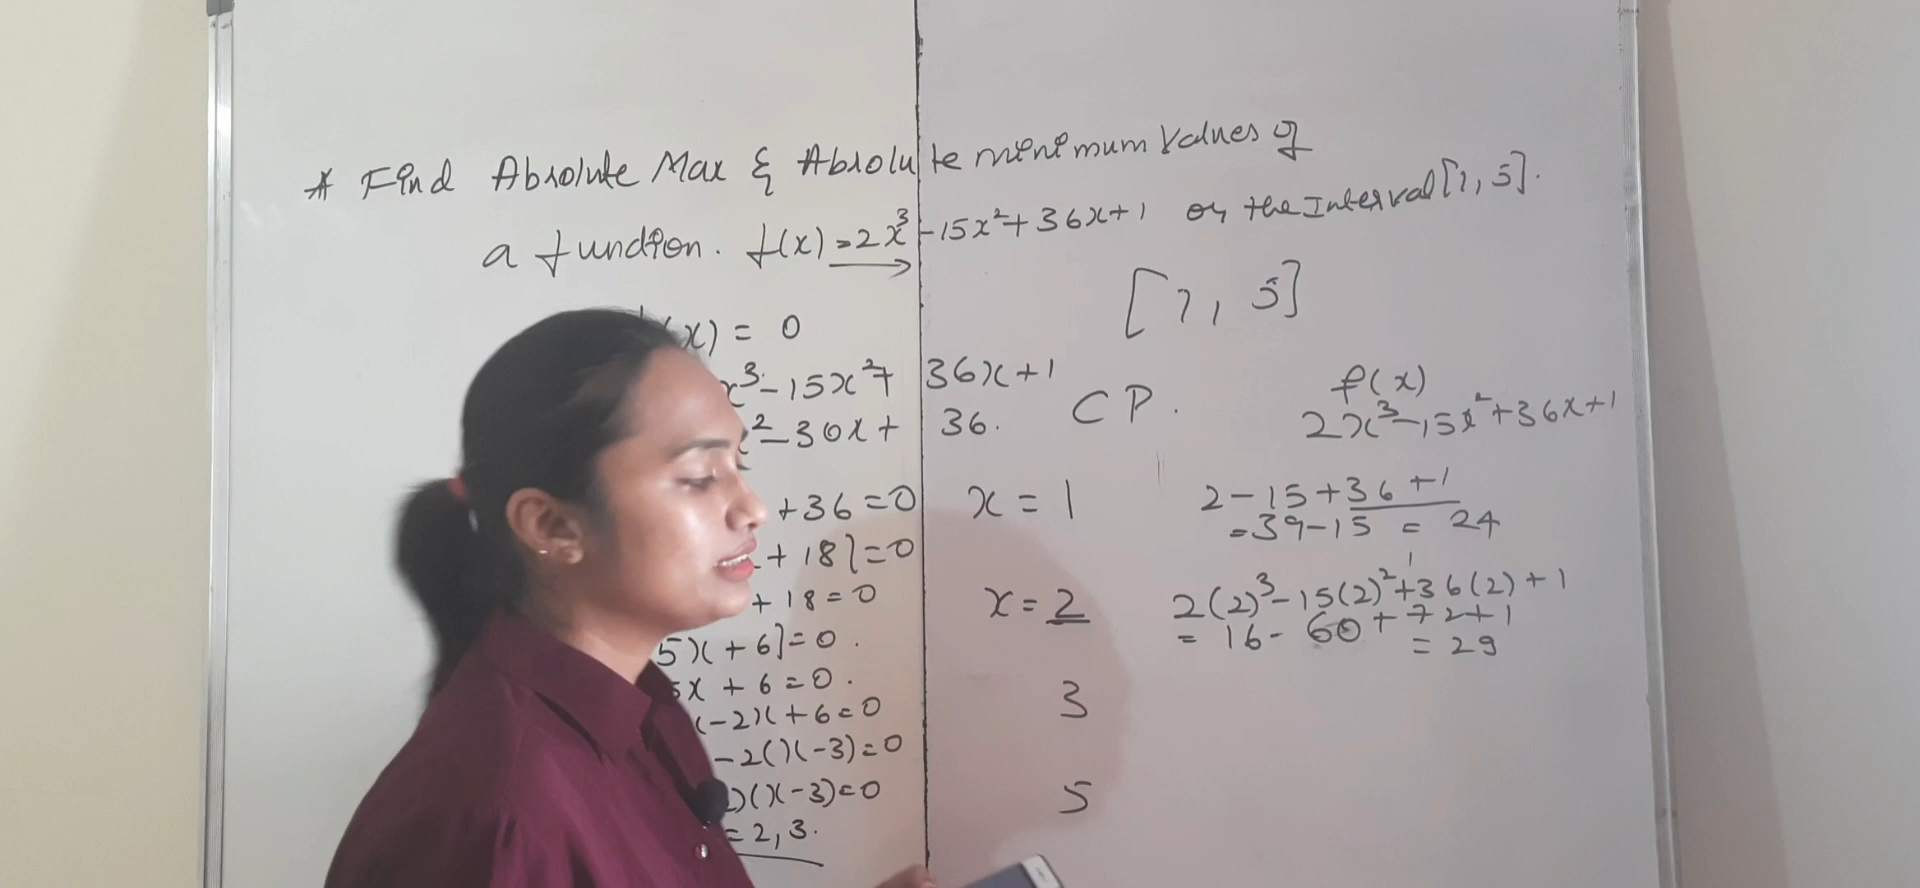 * Find Absolute Max & Absolute minimum values of
a function. f(x) = 2x³ - 15x² + 36x + 1 on the Interval [1, 5].
(x) = 0
x³ - 15x² + 36x + 1
² - 30x + 36.
+ 36 = 0
+ 18] = 0
+ 18 = 0
5x + 6] = 0.
5x + 6 = 0.
- 2x + 6 = 0
- 2(x - 3) = 0
)(x - 3) = 0
= 2, 3.
[1, 5]
CP.
f(x)
2x³ - 15x² + 36x + 1
x = 1
2 - 15 + 36 + 1
= 39 - 15 = 24
x = 2
2(2)³ - 15(2)² + 36(2) + 1
= 16 - 60 + 72 + 1
= 29
3
5